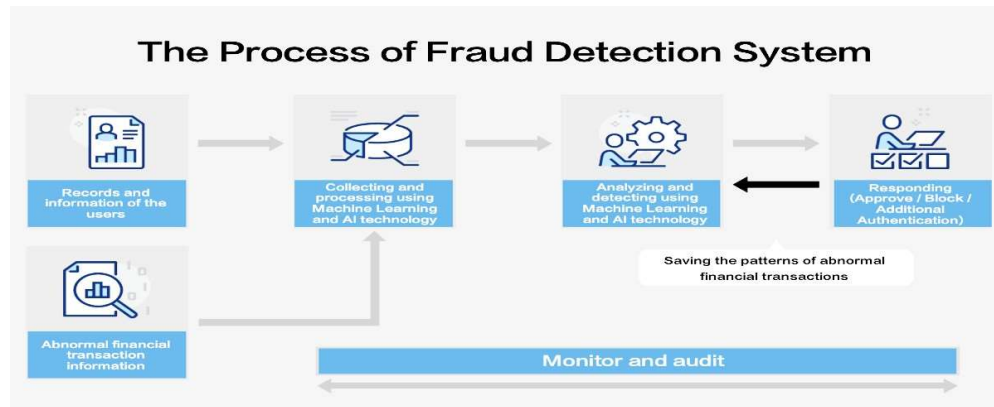 The Process of Fraud Detection System
Records and
information of the
users
Collecting and
processing using
Machine Learning
and AI technology
Analyzing and
detecting using
Machine Learning
and AI technology
Responding
(Approve / Block /
Additional
Authentication)
Saving the patterns of abnormal
financial transactions
Abnormal financial
transaction
information
Monitor and audit